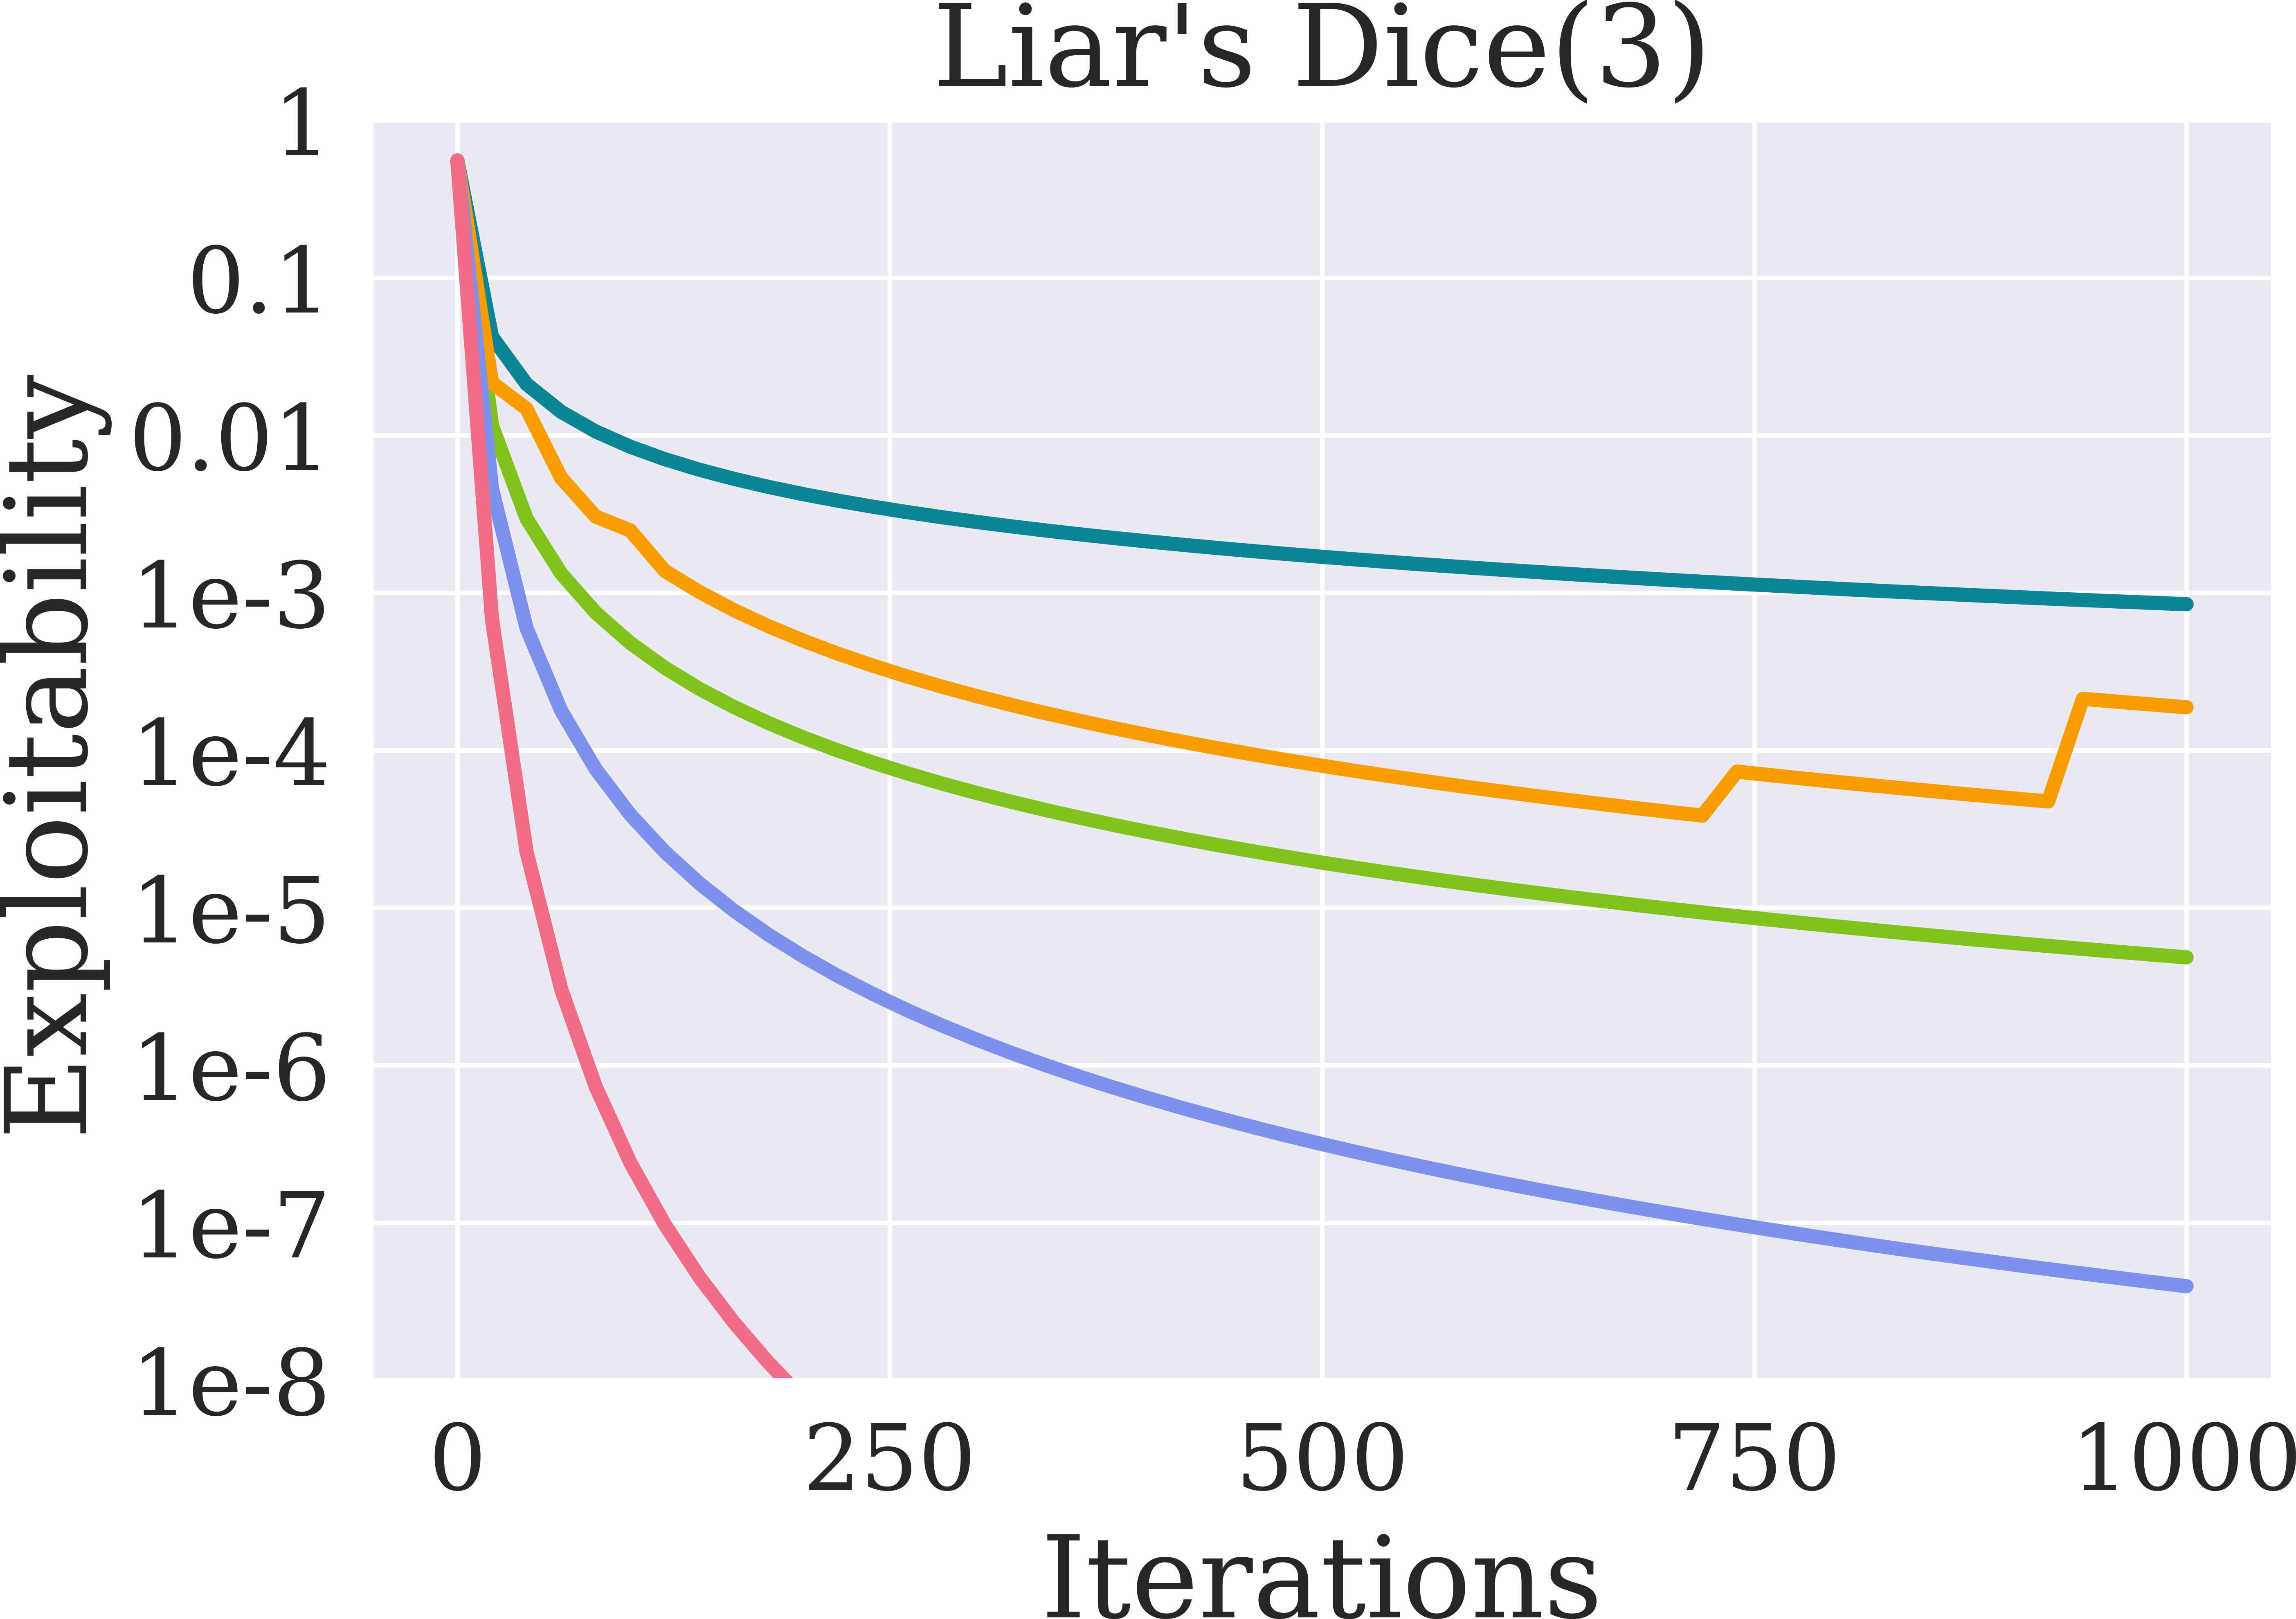 Liar's Dice(3)
Exploitability
1
0.1
0.01
1e-3
1e-4
1e-5
1e-6
1e-7
1e-8
0 250 500 750 1000
Iterations